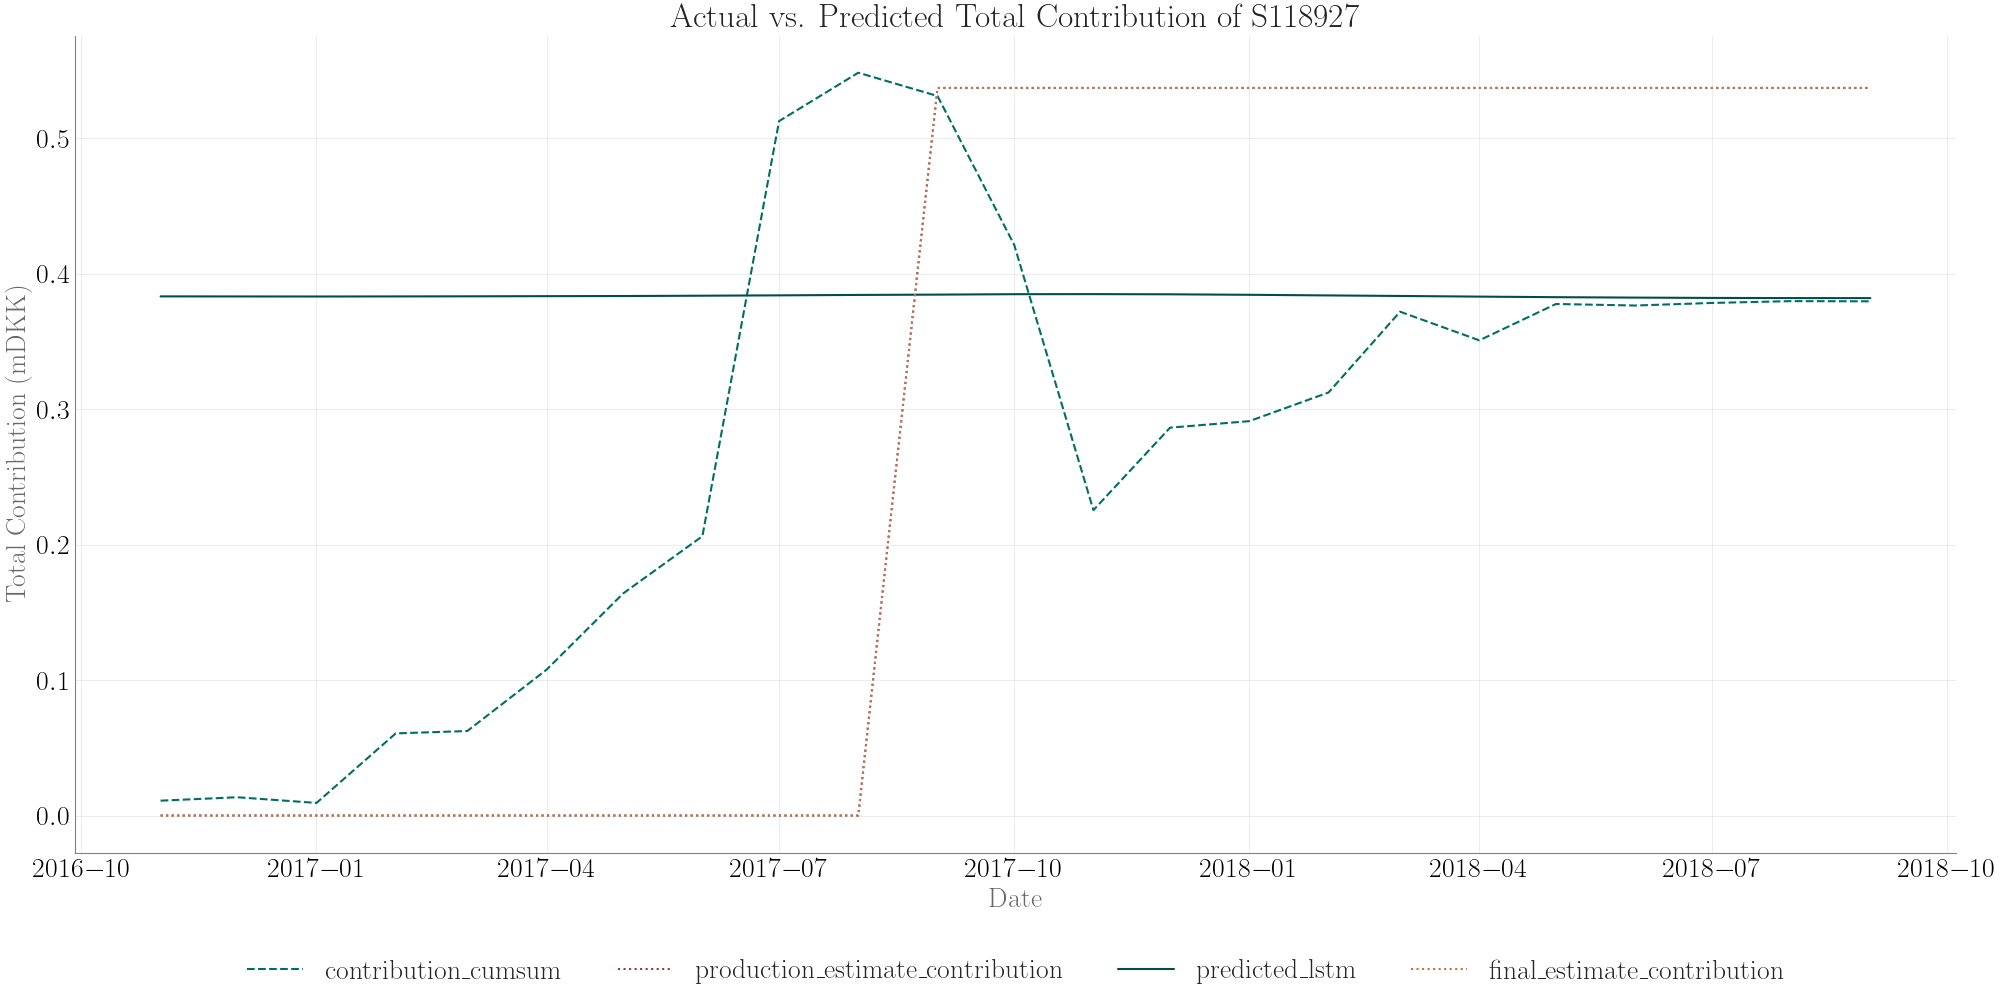 Actual vs. Predicted Total Contribution of S118927
Total Contribution (mDKK)
0.5
0.4
0.3
0.2
0.1
0.0
2016−10 2017−01 2017−04 2017−07 2017−10 2018−01 2018−04 2018−07 2018−10
Date
contribution_cumsum production_estimate_contribution predicted_lstm final_estimate_contribution